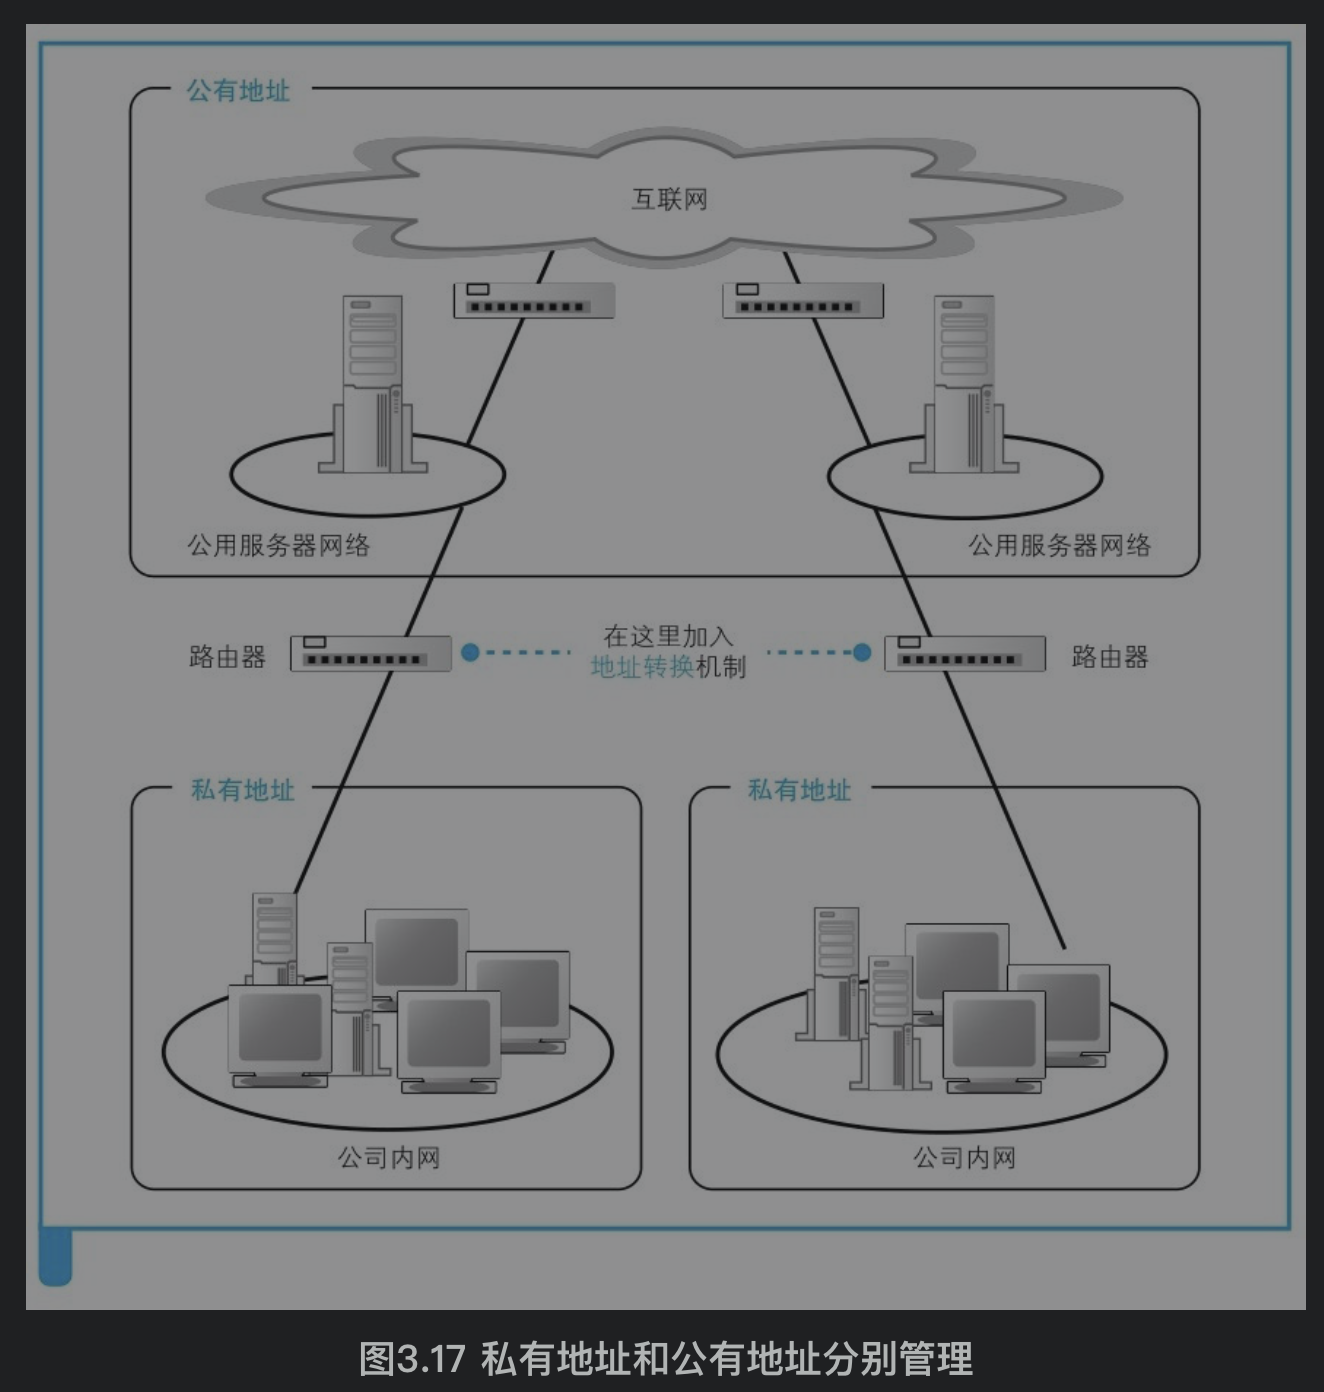 公有地址
互联网
公用服务器网络
公用服务器网络
路由器
在这里加入
地址转换机制
路由器
私有地址
私有地址
公司内网
公司内网
图3.17 私有地址和公有地址分别管理